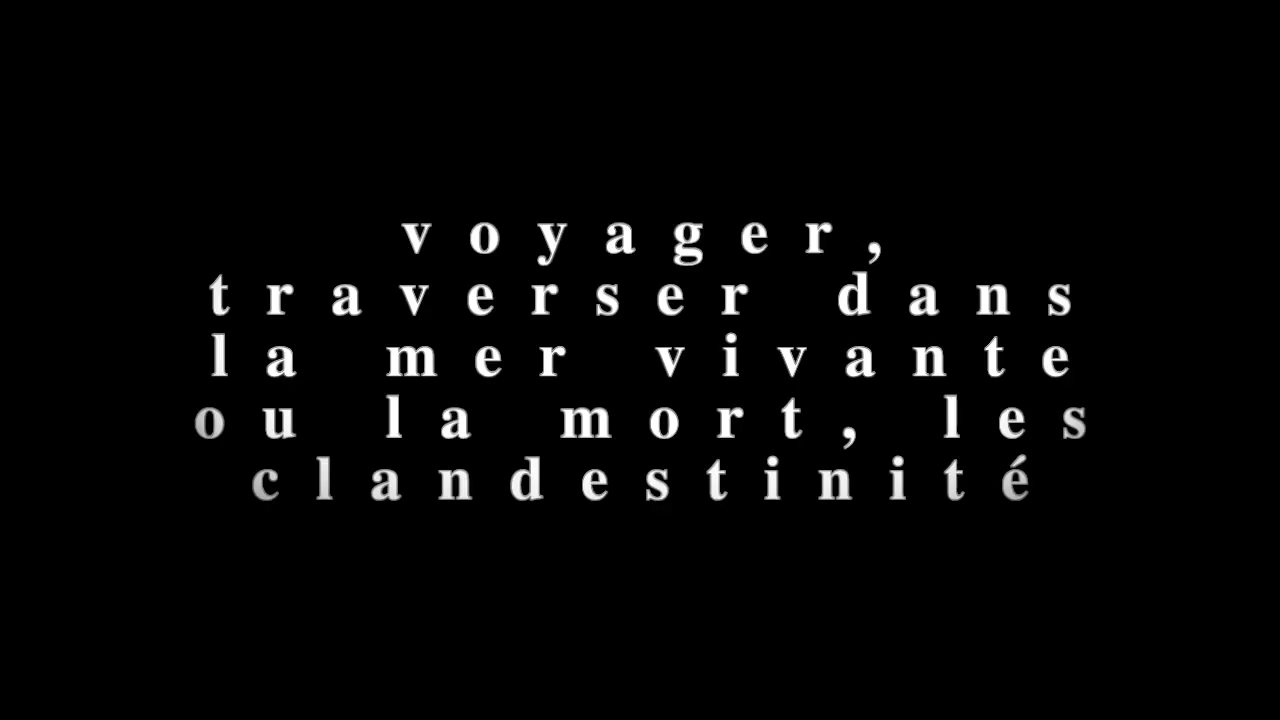 voyager,
traverser dans
la mer vivante
ou la mort, les
clandestinité